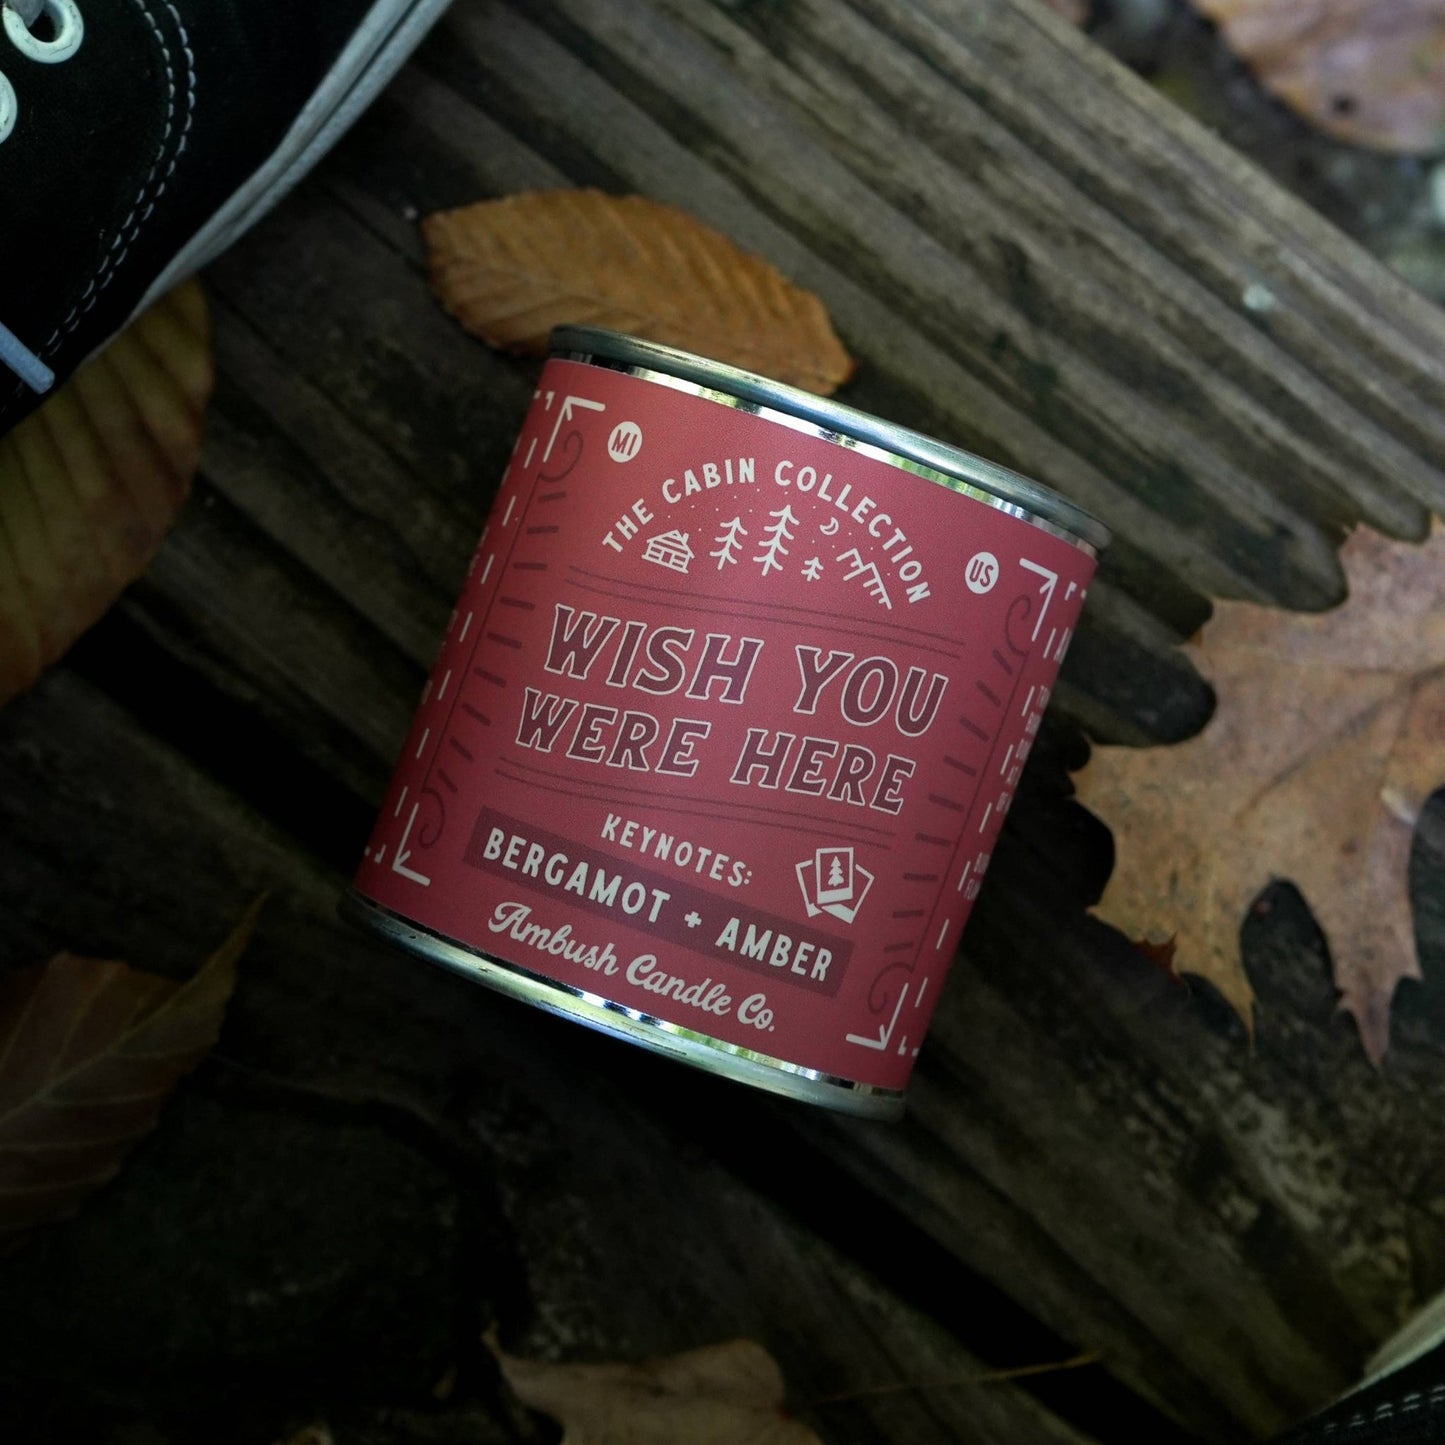 MI
THE CABIN COLLECTION
US
WISH YOU
WERE HERE
KEYNOTES:
BERGAMOT + AMBER
Ambush Candle Co.